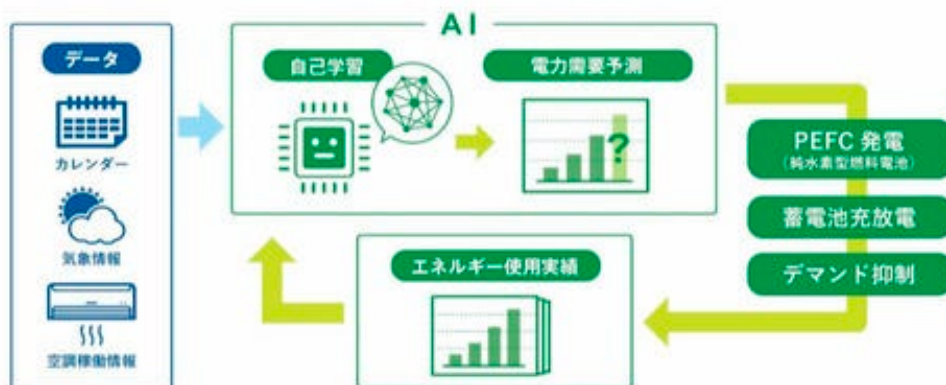 AI
データ
カレンダー
気象情報
空調稼働情報
自己学習
電力需要予測
?
PEFC 発電
(純水素型燃料電池)
蓄電池充放電
デマンド抑制
エネルギー使用実績